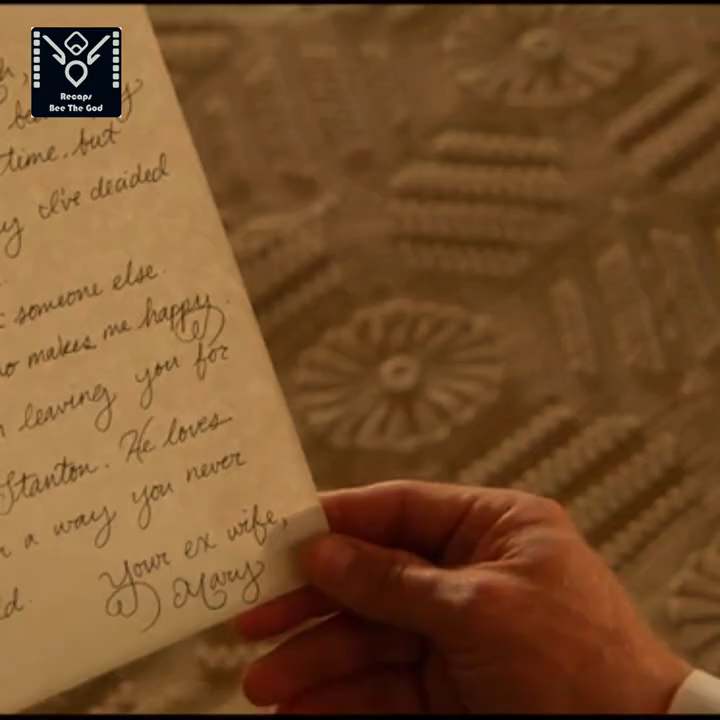 Recaps
Bee The God
time. but
I've decided
someone else.
makes me happy.
leaving you for
Stanton. He loves
a way you never
Your ex wife,
Mary